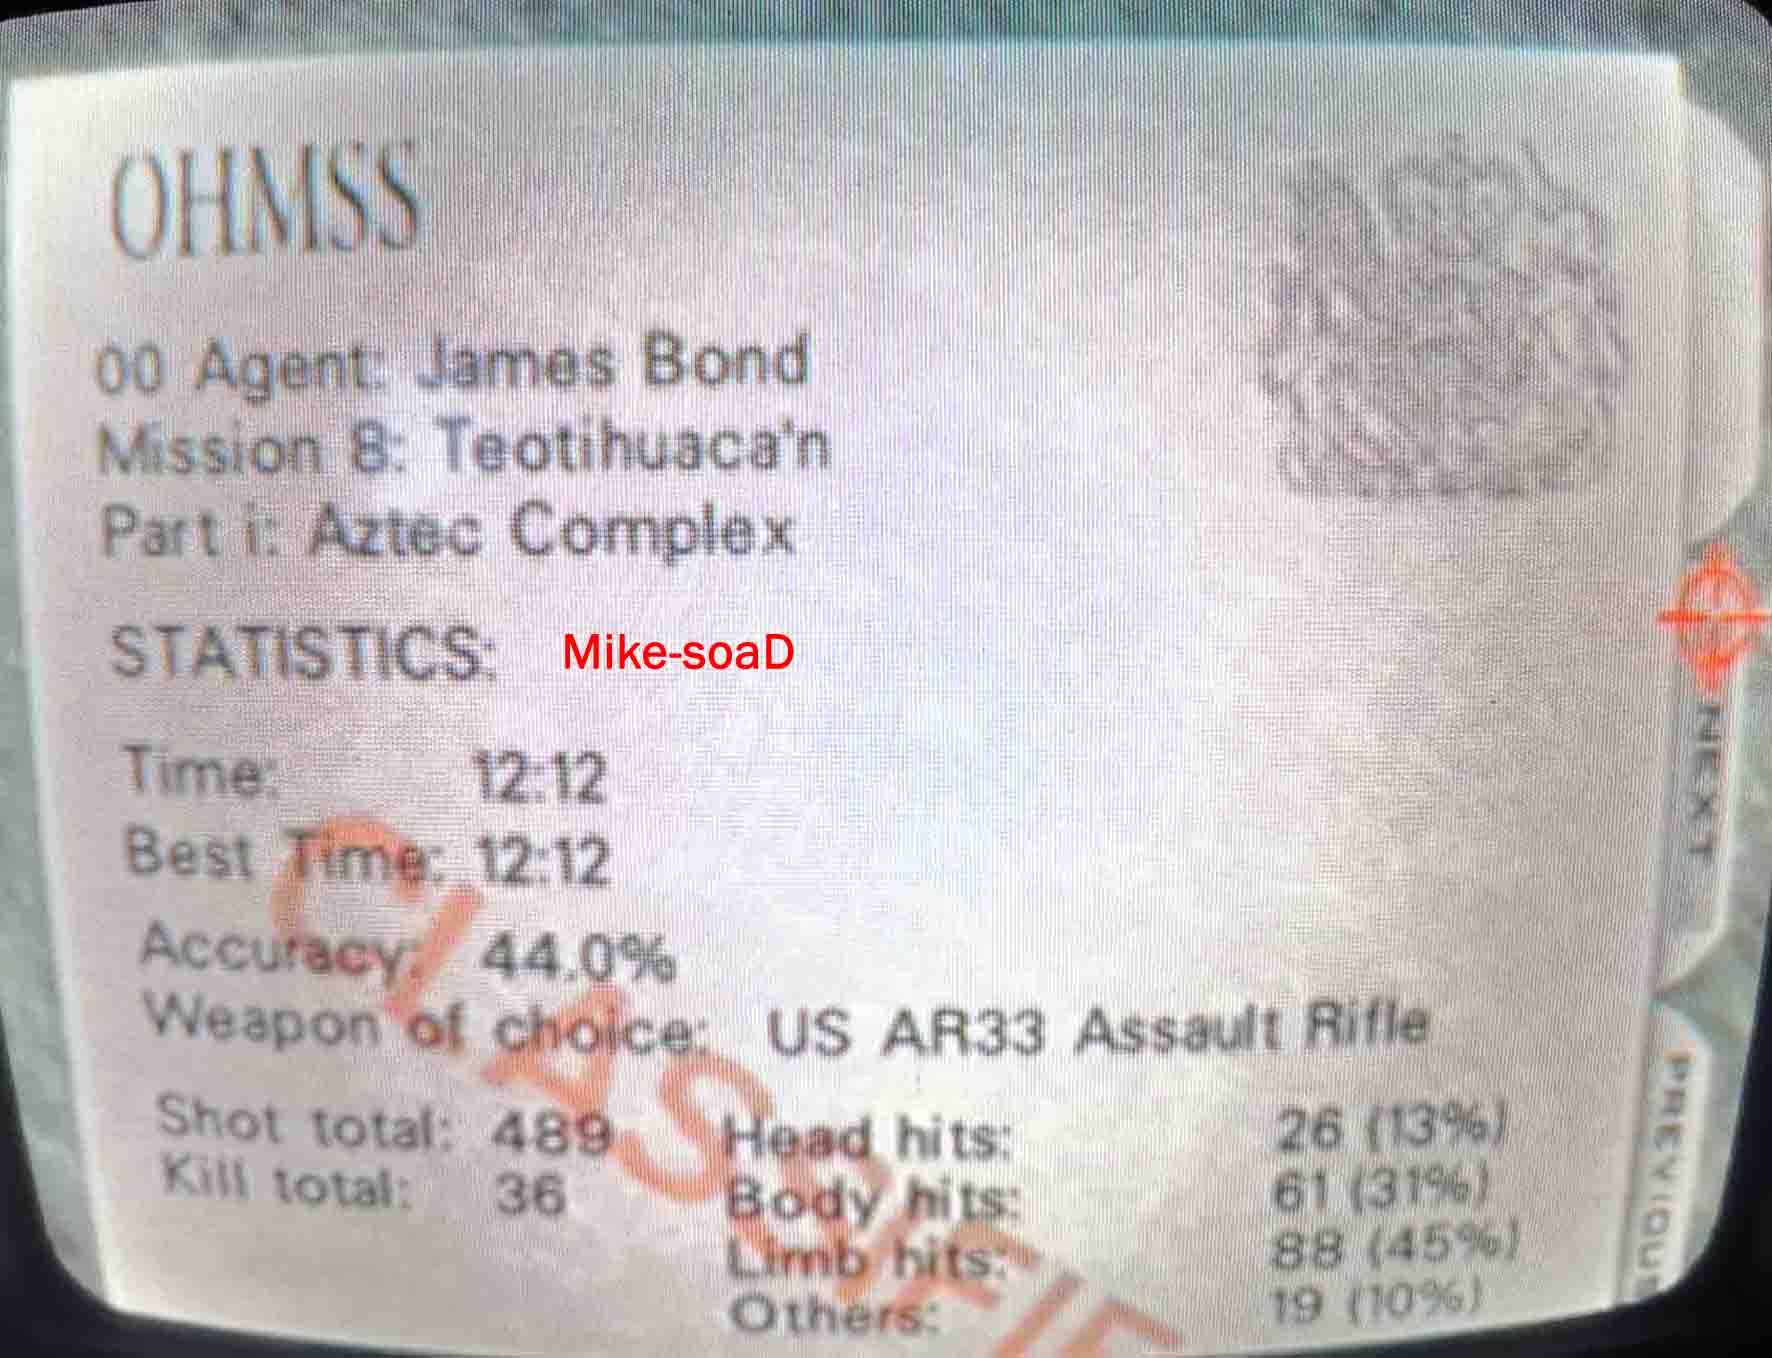 OHMSS
00 Agent: James Bond
Mission 8: Teotihuaca'n
Part i: Aztec Complex
STATISTICS: Mike-soaD
Time: 12:12
Best Time: 12:12
Accuracy: 44.0%
Weapon of choice: US AR33 Assault Rifle
Shot total: 489 Head hits: 26 (13%)
Kill total: 36 Body hits: 61 (31%)
Limb hits: 88 (45%)
Others: 19 (10%)
CLASSIFIE
NEXT
PREVIOUS